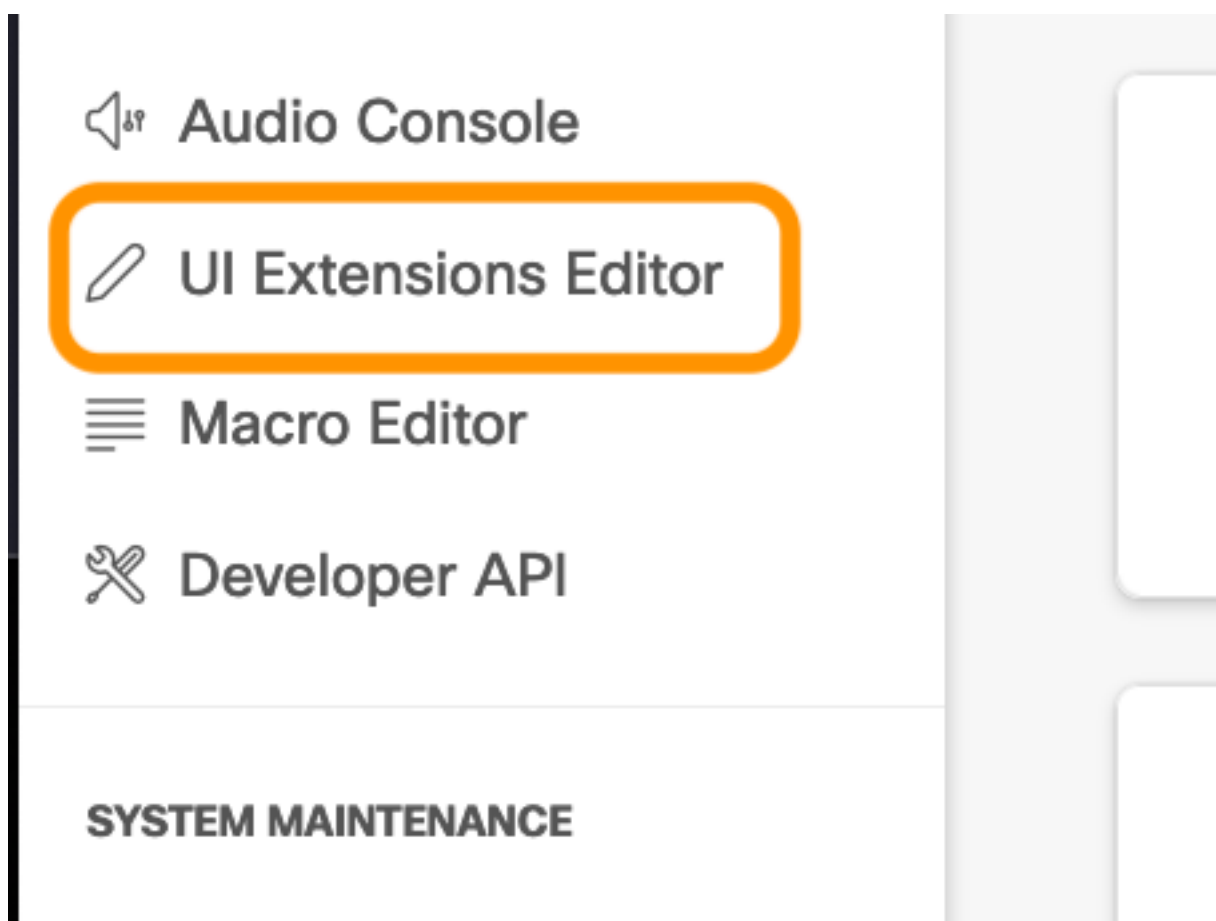 Audio Console
UI Extensions Editor
Macro Editor
Developer API
SYSTEM MAINTENANCE